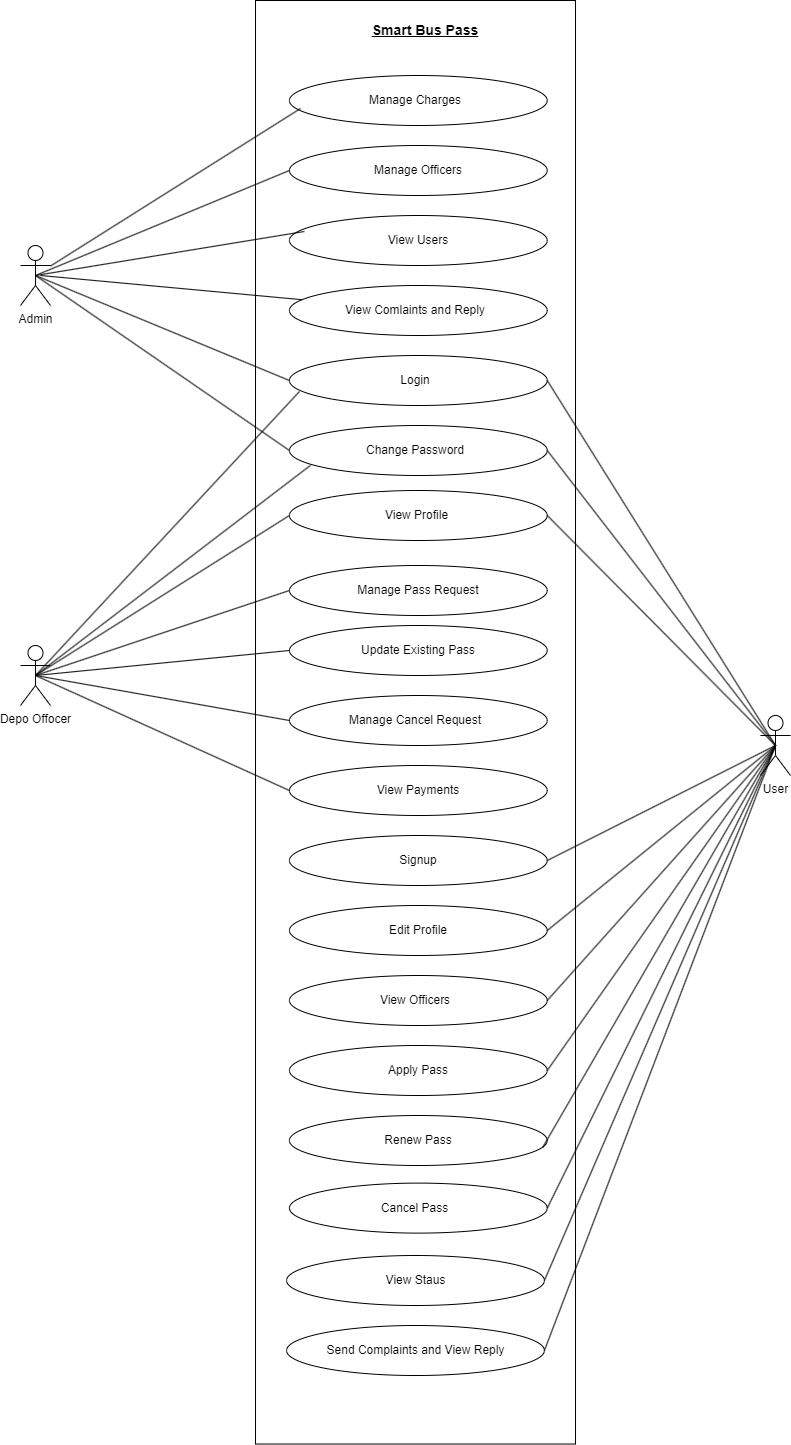 Smart Bus Pass
Manage Charges
Manage Officers
View Users
View Comlaints and Reply
Admin
Login
Change Password
View Profile
Manage Pass Request
Update Existing Pass
Manage Cancel Request
Depo Offocer
View Payments
User
Signup
Edit Profile
View Officers
Apply Pass
Renew Pass
Cancel Pass
View Staus
Send Complaints and View Reply